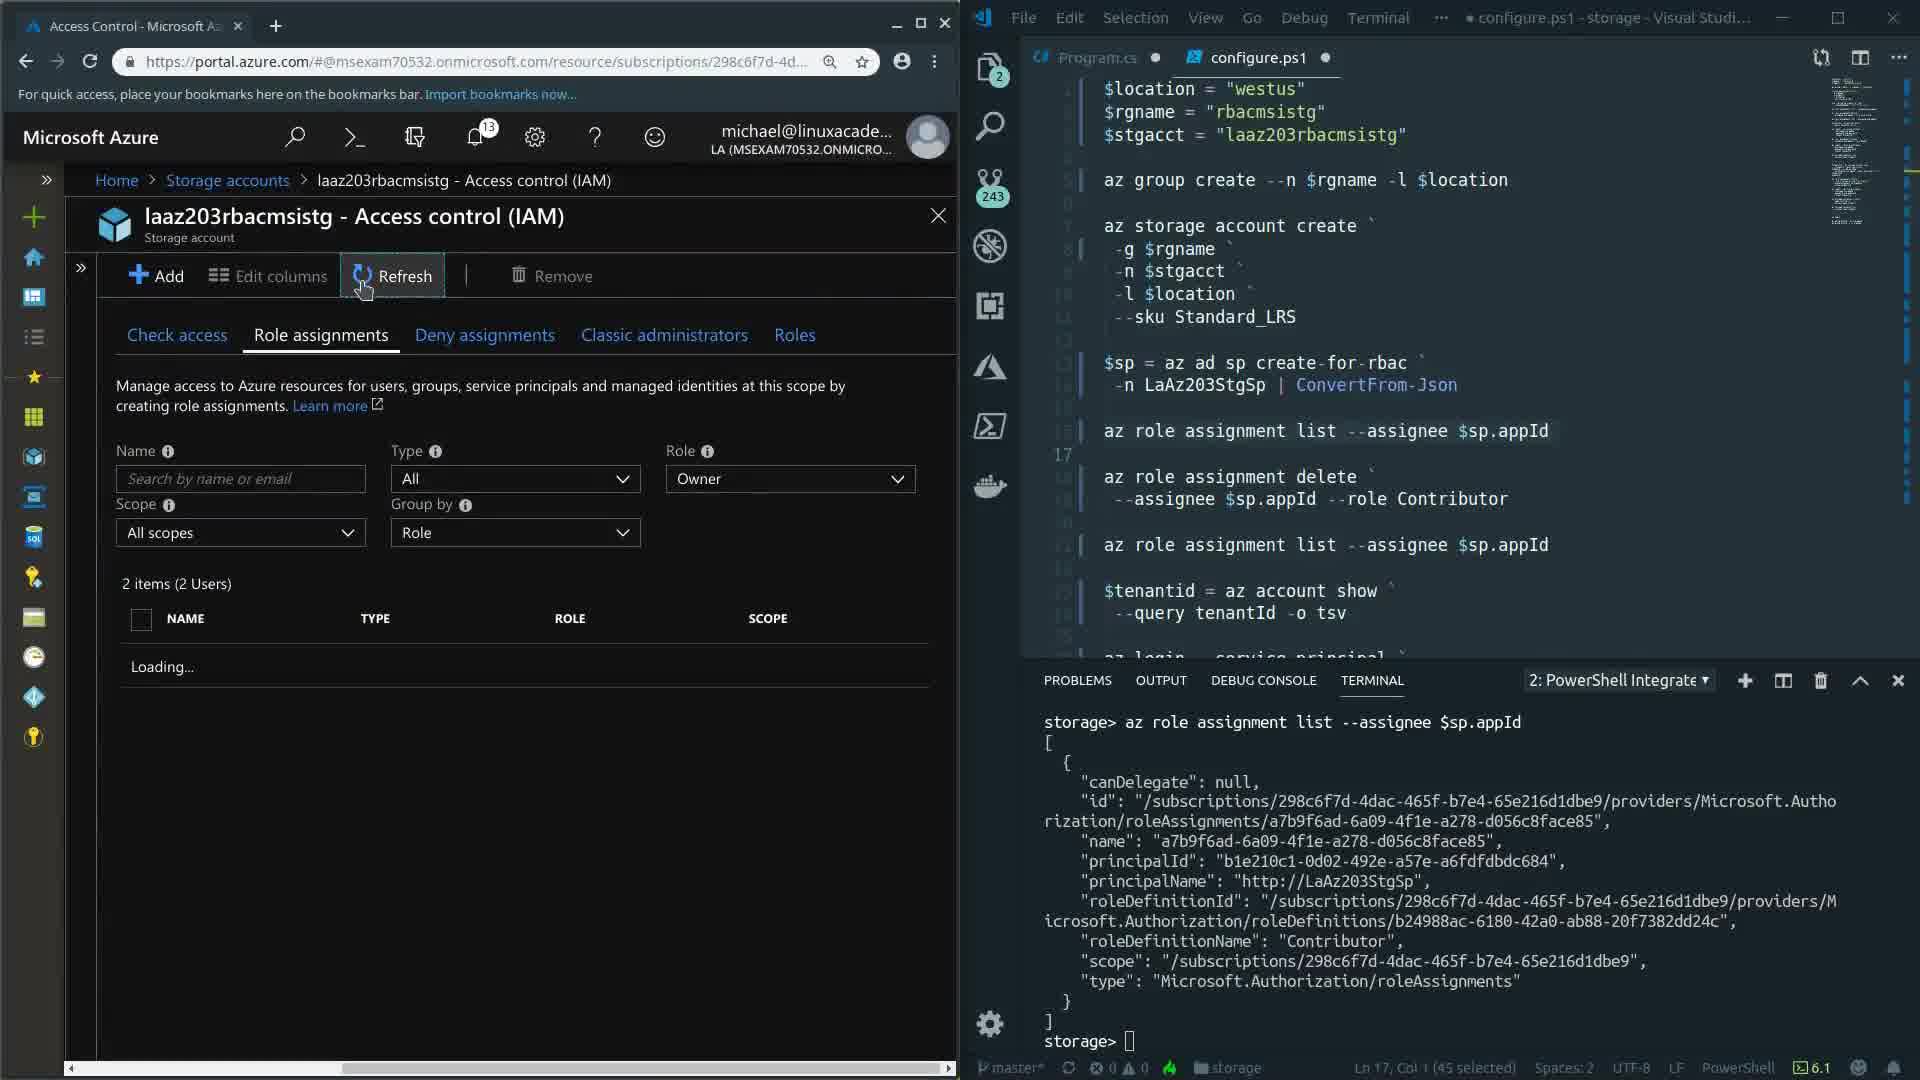 Access Control - Microsoft Az
https://portal.azure.com/#@msexam70532.onmicrosoft.com/resource/subscriptions/298c6f7d-4d...
For quick access, place your bookmarks here on the bookmarks bar. Import bookmarks now...
Microsoft Azure
13
michael@linuxacade...
LA (MSEXAM70532.ONMICRO...
Home > Storage accounts > laaz203rbacmsistg - Access control (IAM)
laaz203rbacmsistg - Access control (IAM)
Storage account
Add
Edit columns
Refresh
Remove
Check access
Role assignments
Deny assignments
Classic administrators
Roles
Manage access to Azure resources for users, groups, service principals and managed identities at this scope by
creating role assignments. Learn more
Name
Type
Role
Search by name or email
All
Owner
Scope
Group by
All scopes
Role
2 items (2 Users)
NAME
TYPE
ROLE
SCOPE
Loading...
SQL
File Edit Selection View Go Debug Terminal ... ● configure.ps1 - storage - Visual Studi...
Program.cs
configure.ps1
2
243
$location = "westus"
$rgname = "rbacmsistg"
$stgacct = "laaz203rbacmsistg"
az group create --n $rgname -l $location
az storage account create `
-g $rgname `
-n $stgacct `
-l $location `
--sku Standard_LRS
$sp = az ad sp create-for-rbac `
-n LaAz203StgSp | ConvertFrom-Json
az role assignment list --assignee $sp.appId
17
az role assignment delete `
--assignee $sp.appId --role Contributor
az role assignment list --assignee $sp.appId
$tenantid = az account show `
--query tenantId -o tsv
az login --service-principal `
PROBLEMS OUTPUT DEBUG CONSOLE TERMINAL
2: PowerShell Integrate
storage> az role assignment list --assignee $sp.appId
[
{
"canDelegate": null,
"id": "/subscriptions/298c6f7d-4dac-465f-b7e4-65e216d1dbe9/providers/Microsoft.Autho
rization/roleAssignments/a7b9f6ad-6a09-4f1e-a278-d056c8face85",
"name": "a7b9f6ad-6a09-4f1e-a278-d056c8face85",
"principalId": "b1e210c1-0d02-492e-a57e-a6fdfdbdc684",
"principalName": "http://LaAz203StgSp",
"roleDefinitionId": "/subscriptions/298c6f7d-4dac-465f-b7e4-65e216d1dbe9/providers/M
icrosoft.Authorization/roleDefinitions/b24988ac-6180-42a0-ab88-20f7382dd24c",
"roleDefinitionName": "Contributor",
"scope": "/subscriptions/298c6f7d-4dac-465f-b7e4-65e216d1dbe9",
"type": "Microsoft.Authorization/roleAssignments"
}
]
storage>
master* 0 0 storage Ln 17, Col 1 (45 selected) Spaces: 2 UTF-8 LF PowerShell 6.1